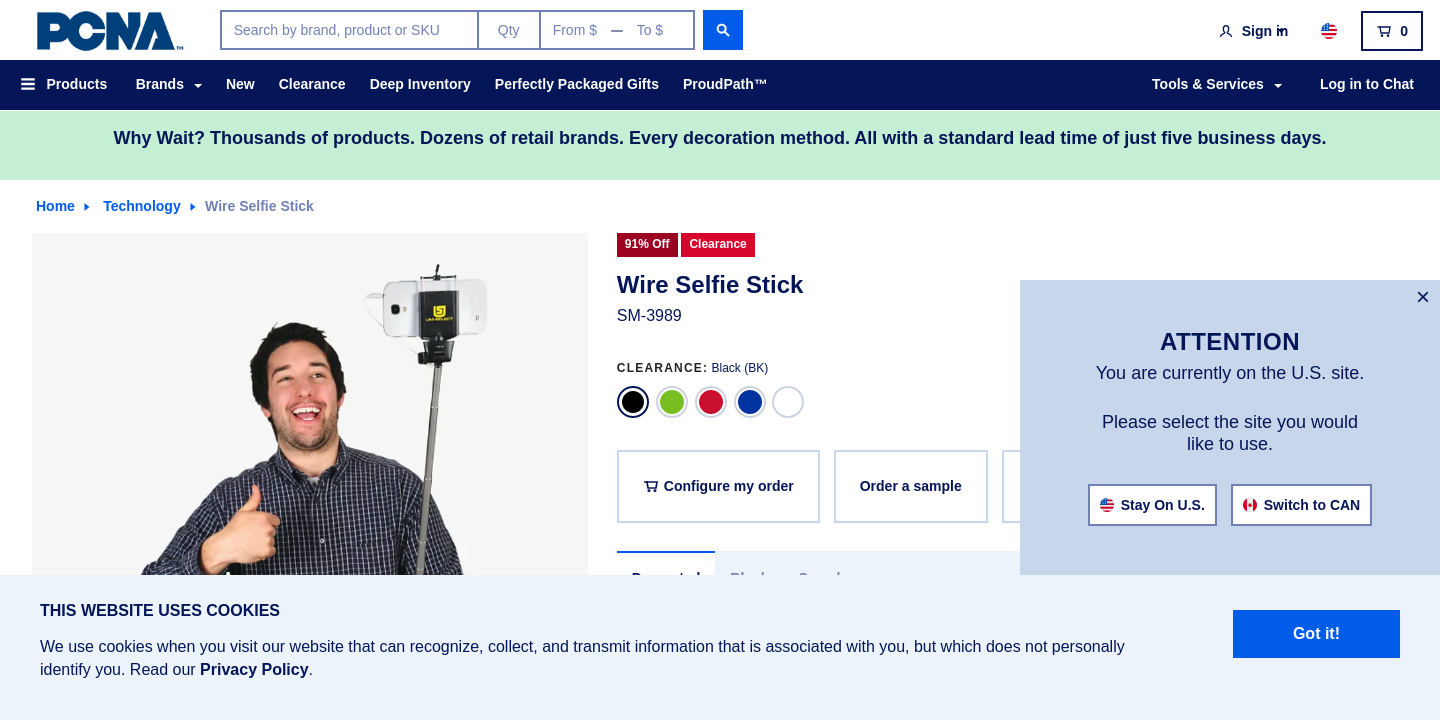 PCNA™
Search by brand, product or SKU
Qty
From $ — To $
Sign in
0
Products
Brands
New
Clearance
Deep Inventory
Perfectly Packaged Gifts
ProudPath™
Tools & Services
Log in to Chat
Why Wait? Thousands of products. Dozens of retail brands. Every decoration method. All with a standard lead time of just five business days.
Home
Technology
Wire Selfie Stick
91% Off
Clearance
Wire Selfie Stick
SM-3989
CLEARANCE: Black (BK)
Configure my order
Order a sample
×
ATTENTION
You are currently on the U.S. site.
Please select the site you would
like to use.
Stay On U.S.
Switch to CAN
THIS WEBSITE USES COOKIES
We use cookies when you visit our website that can recognize, collect, and transmit information that is associated with you, but which does not personally
identify you. Read our Privacy Policy.
Got it!